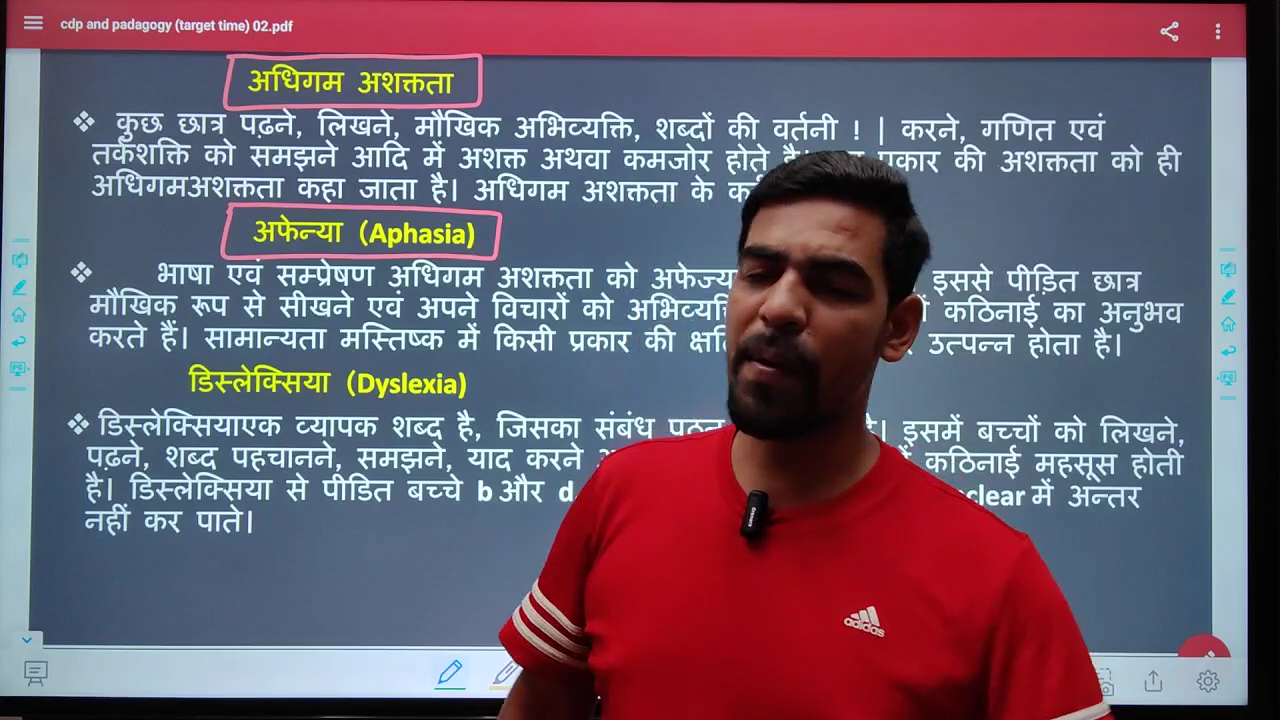 cdp and padagogy (target time) 02.pdf
अधिगम अशक्तता
❖ कुछ छात्र पढ़ने, लिखने, मौखिक अभिव्यक्ति, शब्दों की वर्तनी ! | करने, गणित एवं
तर्कशक्ति को समझने आदि में अशक्त अथवा कमजोर होते प्रकार की अशक्तता को ही
अधिगमअशक्तता कहा जाता है। अधिगम अशक्तता के
अफेन्या (Aphasia)
❖ भाषा एवं सम्प्रेषण अधिगम अशक्तता को इससे पीड़ित छात्र
मौखिक रूप से सीखने एवं अपने विचारों को कठिनाई का अनुभव
करते हैं। सामान्यता मस्तिष्क में किसी प्रकार की उत्पन्न होता है।
डिस्लेक्सिया (Dyslexia)
❖ डिस्लेक्सियाएक व्यापक शब्द है, जिसका संबंध है। इसमें बच्चों को लिखने,
पढ़ने, शब्द पहचानने, समझने, याद करने कठिनाई महसूस होती
है। डिस्लेक्सिया से पीड़ित बच्चे b और d में अन्तर
नहीं कर पाते।
adidas